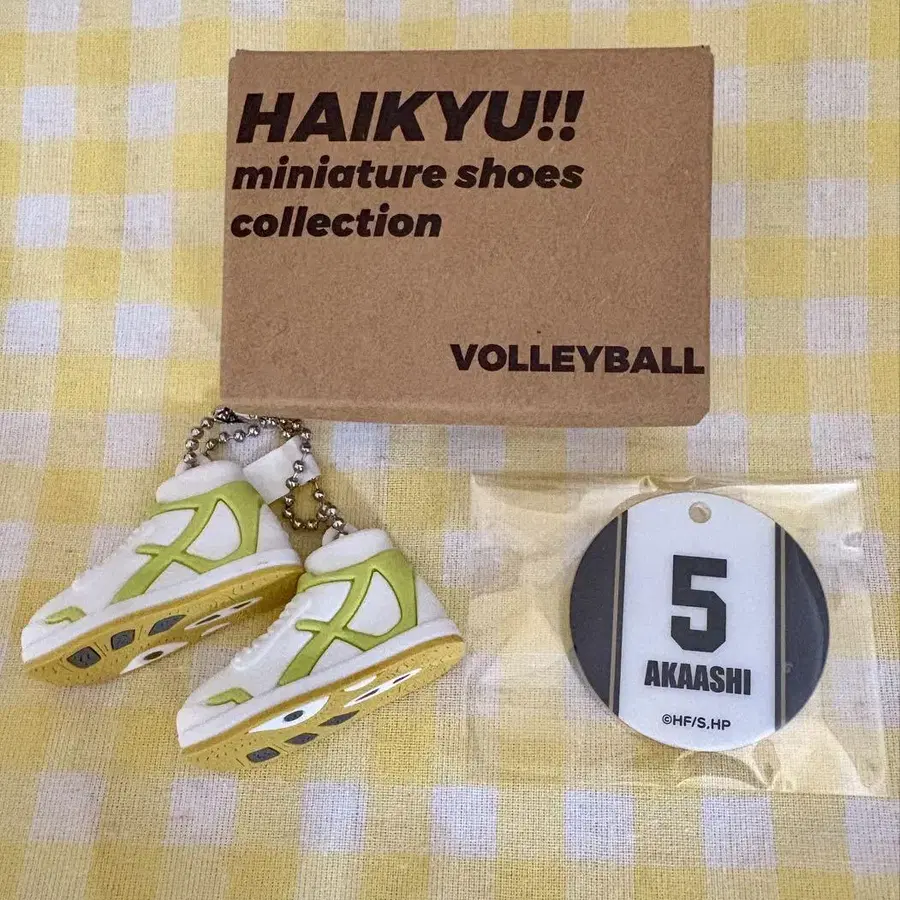 HAIKYU!!
miniature shoes
collection
VOLLEYBALL
5
AKAASHI
©HF/S.HP